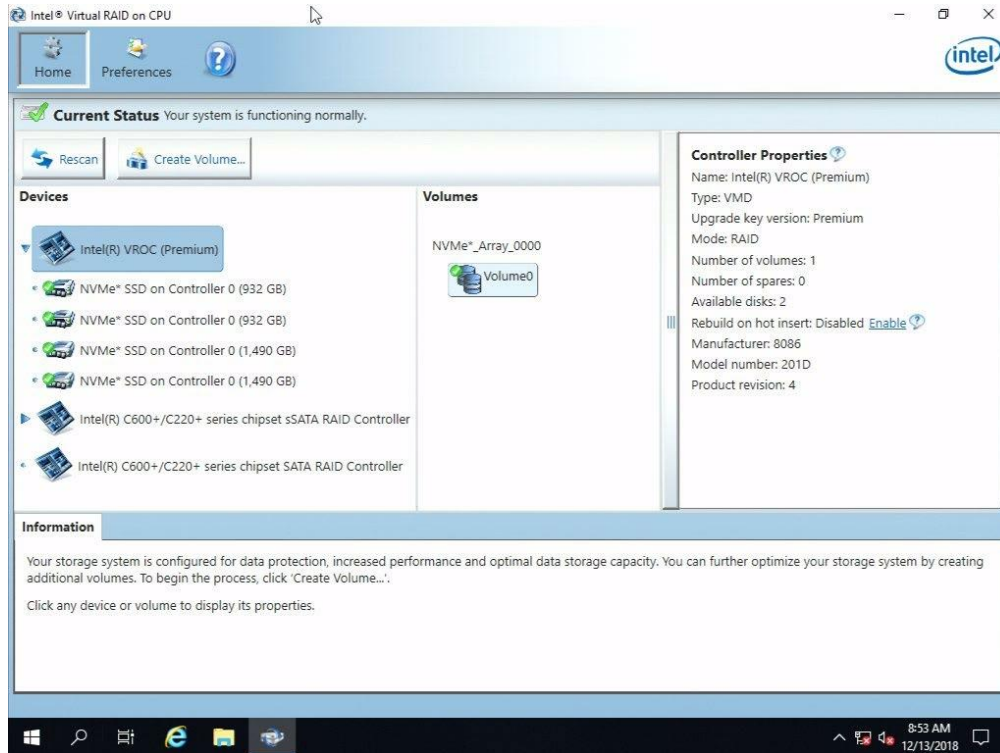 Intel® Virtual RAID on CPU
Home
Preferences
intel
Current Status Your system is functioning normally.
Rescan
Create Volume...
Devices
Intel(R) VROC (Premium)
NVMe* SSD on Controller 0 (932 GB)
NVMe* SSD on Controller 0 (932 GB)
NVMe* SSD on Controller 0 (1,490 GB)
NVMe* SSD on Controller 0 (1,490 GB)
Intel(R) C600+/C220+ series chipset sSATA RAID Controller
Intel(R) C600+/C220+ series chipset SATA RAID Controller
Volumes
NVMe*_Array_0000
Volume0
Controller Properties
Name: Intel(R) VROC (Premium)
Type: VMD
Upgrade key version: Premium
Mode: RAID
Number of volumes: 1
Number of spares: 0
Available disks: 2
Rebuild on hot insert: Disabled Enable
Manufacturer: 8086
Model number: 201D
Product revision: 4
Information
Your storage system is configured for data protection, increased performance and optimal data storage capacity. You can further optimize your storage system by creating
additional volumes. To begin the process, click 'Create Volume...'.
Click any device or volume to display its properties.
8:53 AM
12/13/2018